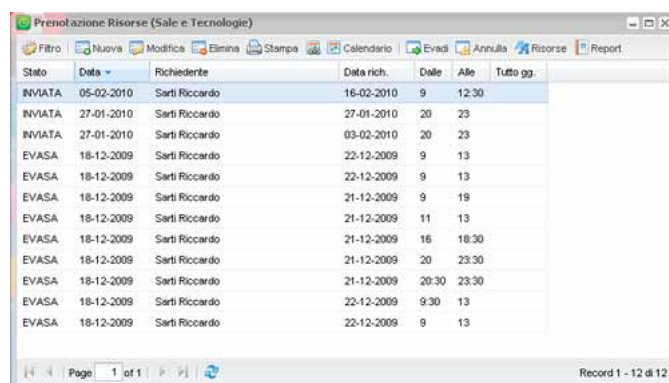 Prenotazione Risorse (Sale e Tecnologie)
Filtro Nuova Modifica Elimina Stampa Calendario Evadi Annulla Risorse Report
Stato Data Richiedente Data rich. Dalle Alle Tutto gg.
INVIATA 05-02-2010 Sarti Riccardo 16-02-2010 9 12:30
INVIATA 27-01-2010 Sarti Riccardo 27-01-2010 20 23
INVIATA 27-01-2010 Sarti Riccardo 03-02-2010 20 23
EVASA 18-12-2009 Sarti Riccardo 22-12-2009 9 13
EVASA 18-12-2009 Sarti Riccardo 22-12-2009 9 13
EVASA 18-12-2009 Sarti Riccardo 21-12-2009 9 19
EVASA 18-12-2009 Sarti Riccardo 21-12-2009 11 13
EVASA 18-12-2009 Sarti Riccardo 21-12-2009 16 18:30
EVASA 18-12-2009 Sarti Riccardo 21-12-2009 20 23:30
EVASA 18-12-2009 Sarti Riccardo 21-12-2009 20:30 23:30
EVASA 18-12-2009 Sarti Riccardo 22-12-2009 9:30 13
EVASA 18-12-2009 Sarti Riccardo 22-12-2009 9 13
Page 1 of 1 Record 1 - 12 di 12